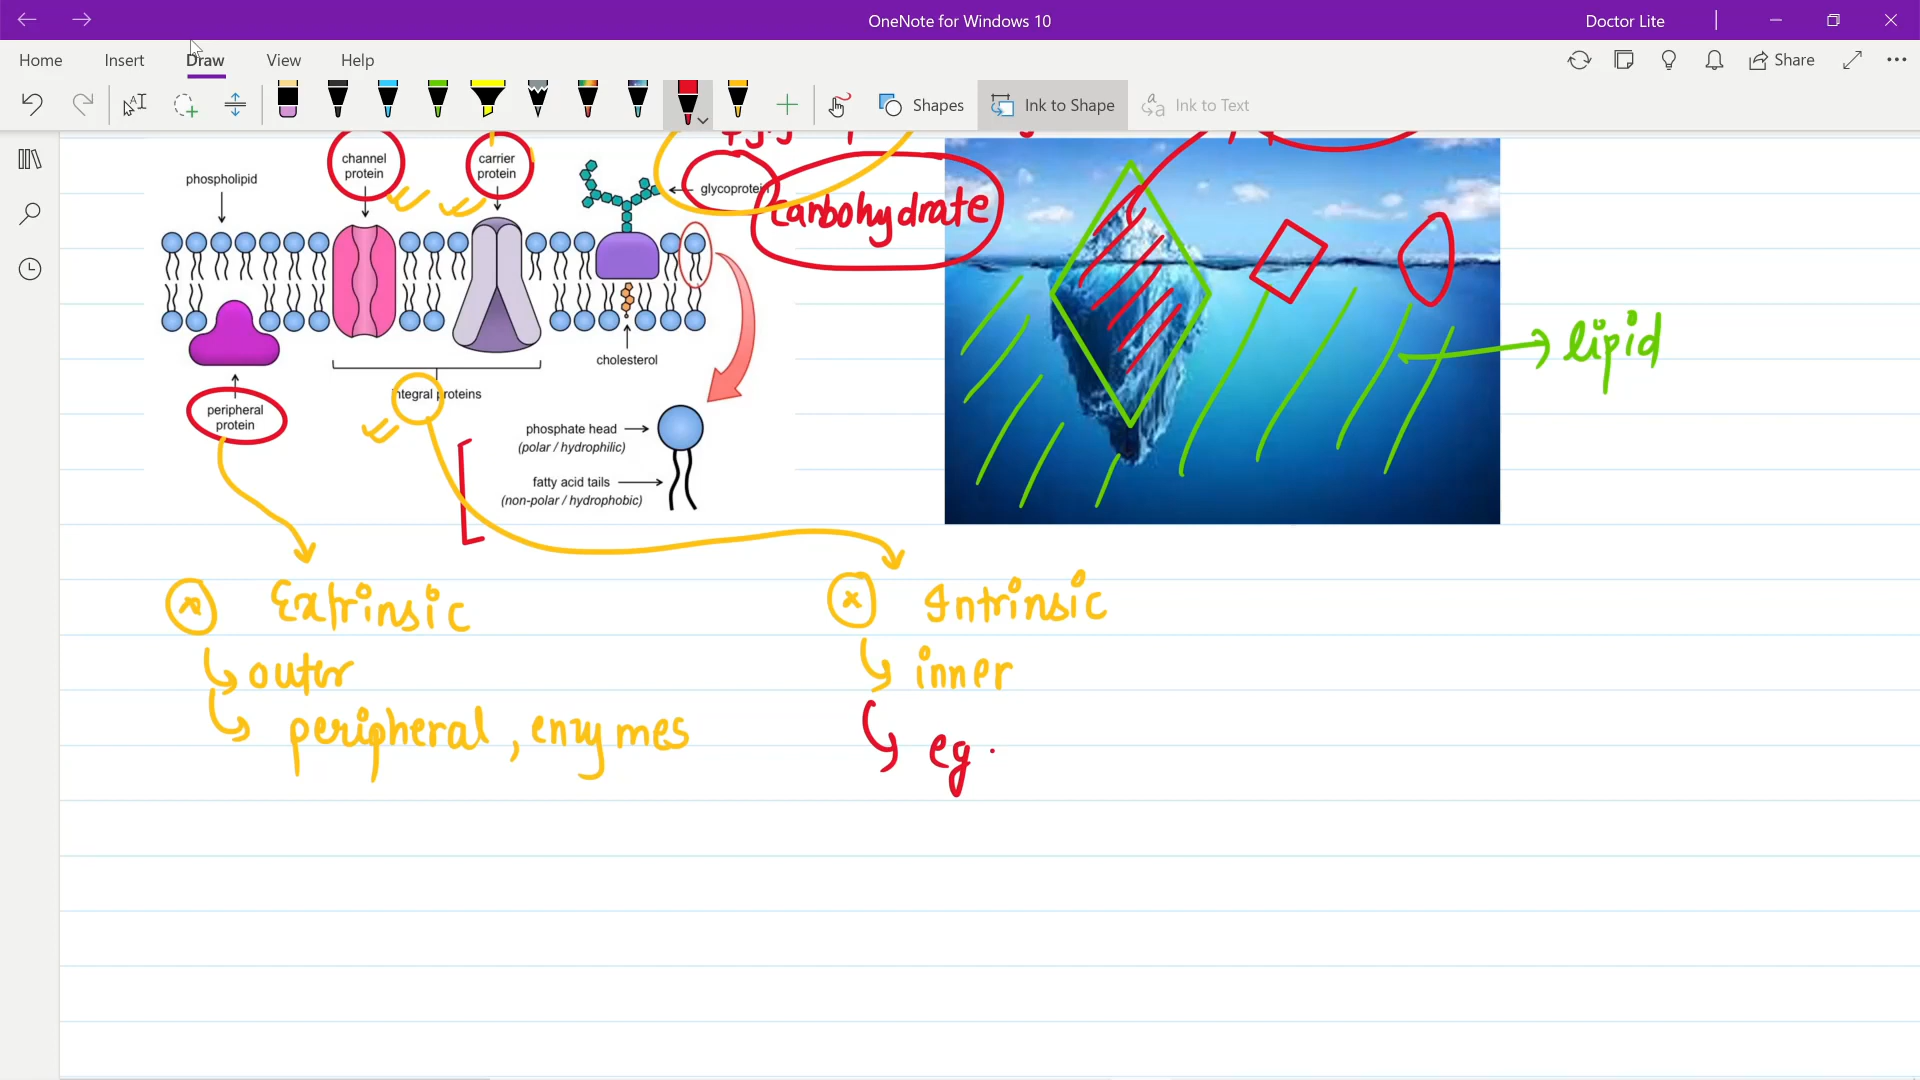 OneNote for Windows 10
Doctor Lite
Home
Insert
Draw
View
Help
Share
Shapes
Ink to Shape
Ink to Text
phospholipid
channel
protein
carrier
protein
glycoprotein
carbohydrate
cholesterol
integral proteins
peripheral
protein
phosphate head
(polar / hydrophilic)
fatty acid tails
(non-polar / hydrophobic)
lipid
Extrinsic
outer
peripheral, enzymes
Intrinsic
inner
eg.